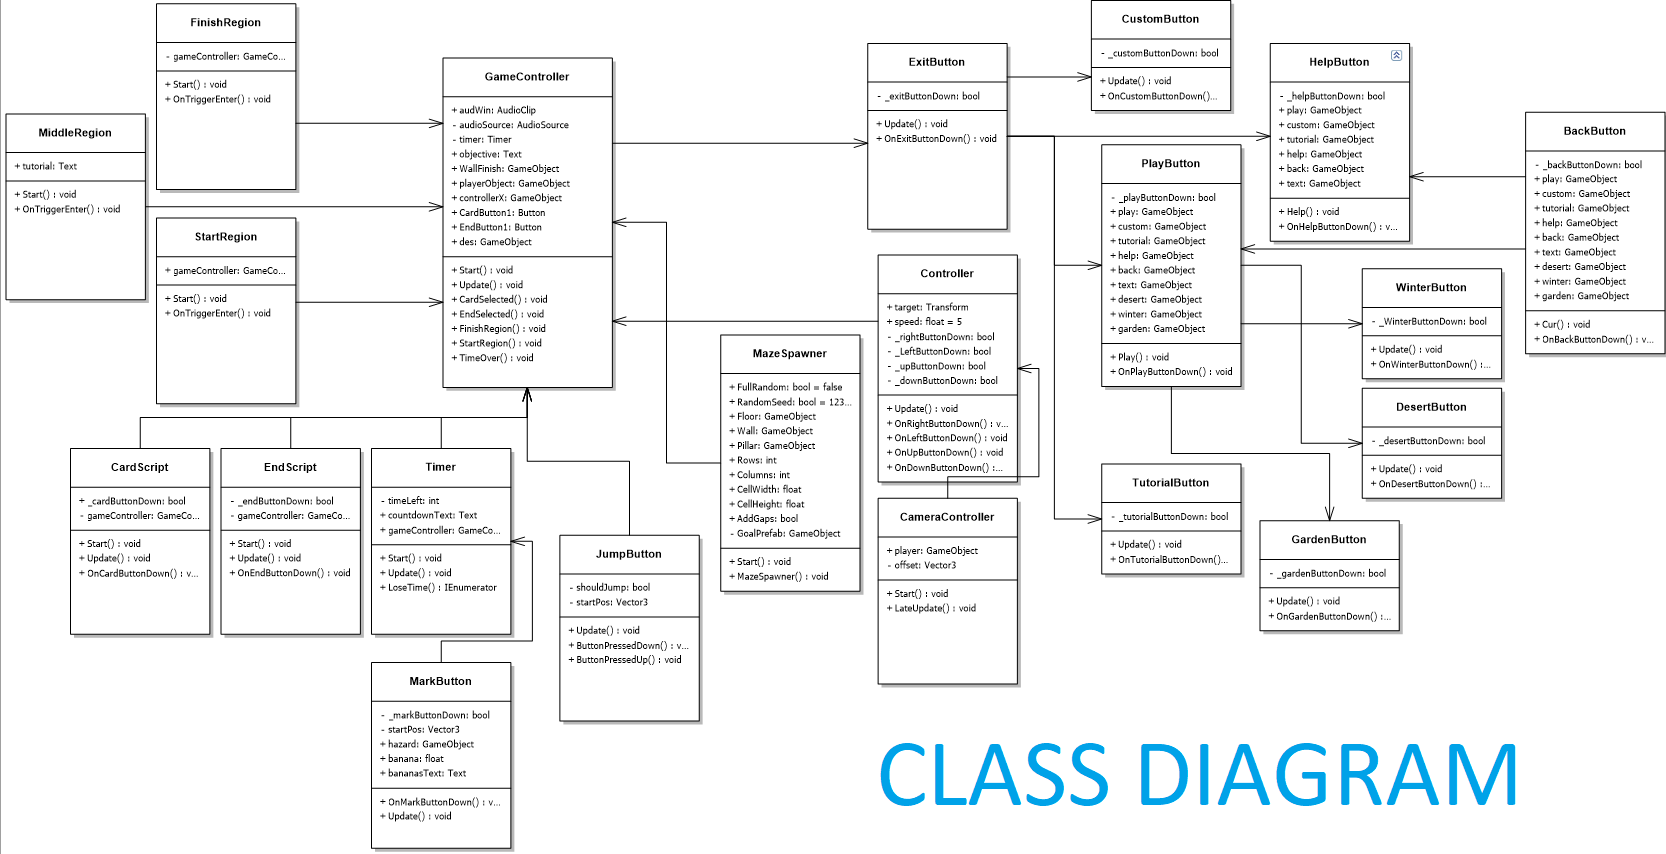 FinishRegion
- gameController: GameCo...
+ Start() : void
+ OnTriggerEnter() : void
MiddleRegion
+ tutorial: Text
+ Start() : void
+ OnTriggerEnter() : void
StartRegion
+ gameController: GameCo...
+ Start() : void
+ OnTriggerEnter() : void
GameController
+ audWin: AudioClip
- audioSource: AudioSource
- timer: Timer
+ objective: Text
+ WallFinish: GameObject
+ playerObject: GameObject
+ controllerX: GameObject
+ CardButton1: Button
+ EndButton1: Button
+ des: GameObject
+ Start() : void
+ Update() : void
+ CardSelected() : void
+ EndSelected() : void
+ FinishRegion() : void
+ StartRegion() : void
+ TimeOver() : void
ExitButton
- _exitButtonDown: bool
+ Update() : void
+ OnExitButtonDown() : void
CustomButton
- _customButtonDown: bool
+ Update() : void
+ OnCustomButtonDown()...
HelpButton
- _helpButtonDown: bool
+ play: GameObject
+ custom: GameObject
+ tutorial: GameObject
+ help: GameObject
+ back: GameObject
+ text: GameObject
+ Help() : void
+ OnHelpButtonDown() : v...
BackButton
- _backButtonDown: bool
+ play: GameObject
+ custom: GameObject
+ tutorial: GameObject
+ help: GameObject
+ back: GameObject
+ text: GameObject
+ desert: GameObject
+ winter: GameObject
+ garden: GameObject
+ Cur() : void
+ OnBackButtonDown() : v...
PlayButton
- _playButtonDown: bool
+ play: GameObject
+ custom: GameObject
+ tutorial: GameObject
+ help: GameObject
+ back: GameObject
+ text: GameObject
+ desert: GameObject
+ winter: GameObject
+ garden: GameObject
+ Play() : void
+ OnPlayButtonDown() : void
Controller
+ target: Transform
+ speed: float = 5
- _rightButtonDown: bool
- _LeftButtonDown: bool
- _upButtonDown: bool
- _downButtonDown: bool
+ Update() : void
+ OnRightButtonDown() : v...
+ OnLeftButtonDown() : void
+ OnUpButtonDown() : void
+ OnDownButtonDown() :...
WinterButton
- _WinterButtonDown: bool
+ Update() : void
+ OnWinterButtonDown() :...
MazeSpawner
+ FullRandom: bool = false
+ RandomSeed: bool = 123...
+ Floor: GameObject
+ Wall: GameObject
+ Pillar: GameObject
+ Rows: int
+ Columns: int
+ CellWidth: float
+ CellHeight: float
+ AddGaps: bool
- GoalPrefab: GameObject
+ Start() : void
+ MazeSpawner() : void
DesertButton
- _desertButtonDown: bool
+ Update() : void
+ OnDesertButtonDown() :...
CardScript
+ _cardButtonDown: bool
- gameController: GameCo...
+ Start() : void
+ Update() : void
+ OnCardButtonDown() : v...
EndScript
- _endButtonDown: bool
- gameController: GameCo...
+ Start() : void
+ Update() : void
+ OnEndButtonDown() : void
Timer
- timeLeft: int
+ countdownText: Text
+ gameController: GameCo...
+ Start() : void
+ Update() : void
+ LoseTime() : IEnumerator
TutorialButton
- _tutorialButtonDown: bool
+ Update() : void
+ OnTutorialButtonDown()...
CameraController
+ player: GameObject
- offset: Vector3
+ Start() : void
+ LateUpdate() : void
GardenButton
- _gardenButtonDown: bool
+ Update() : void
+ OnGardenButtonDown() :...
JumpButton
- shouldJump: bool
- startPos: Vector3
+ Update() : void
+ ButtonPressedDown() : v...
+ ButtonPressedUp() : void
MarkButton
- _markButtonDown: bool
- startPos: Vector3
+ hazard: GameObject
+ banana: float
+ bananasText: Text
+ OnMarkButtonDown() : v...
+ Update() : void
CLASS DIAGRAM